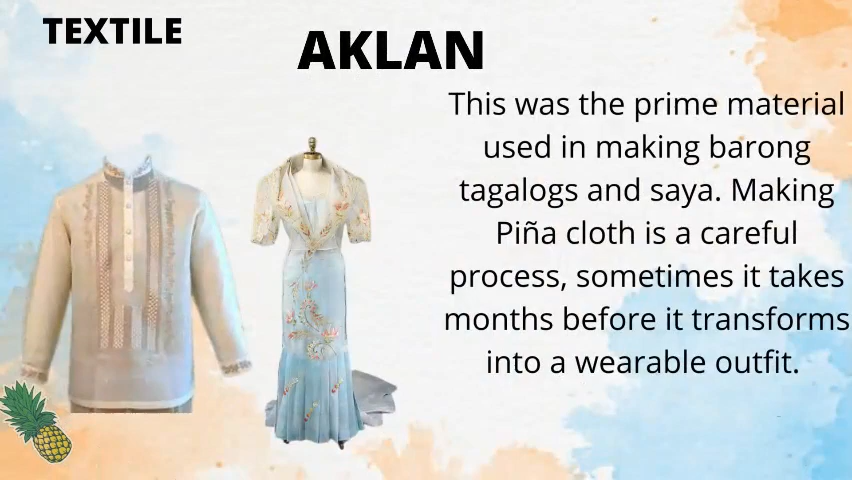 TEXTILE
AKLAN
This was the prime material
used in making barong
tagalogs and saya. Making
Piña cloth is a careful
process, sometimes it takes
months before it transforms
into a wearable outfit.